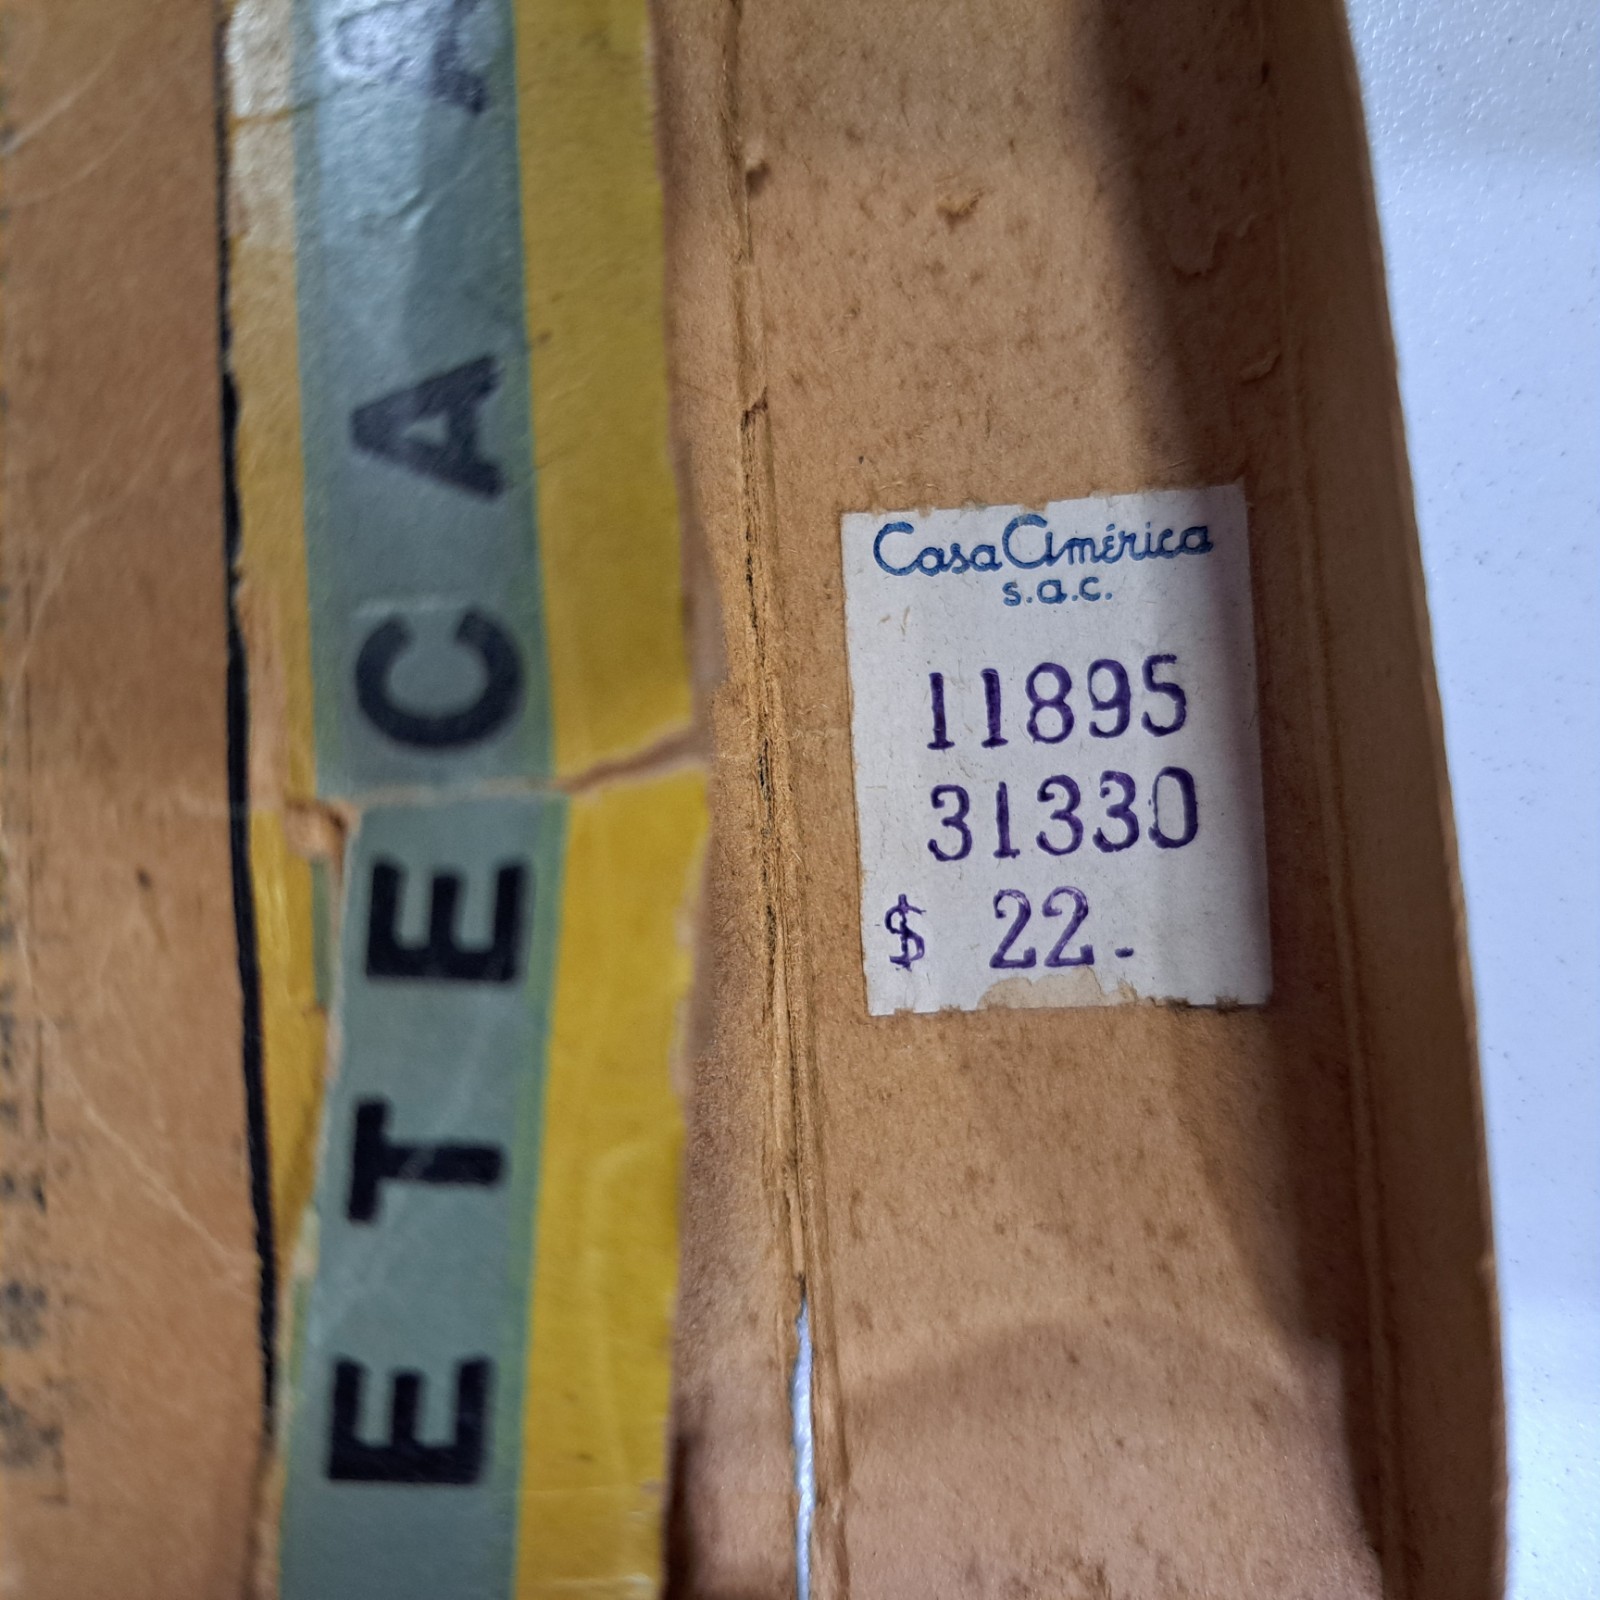 ETECA
Casa América
s.a.c.
11895
31330
$ 22.-